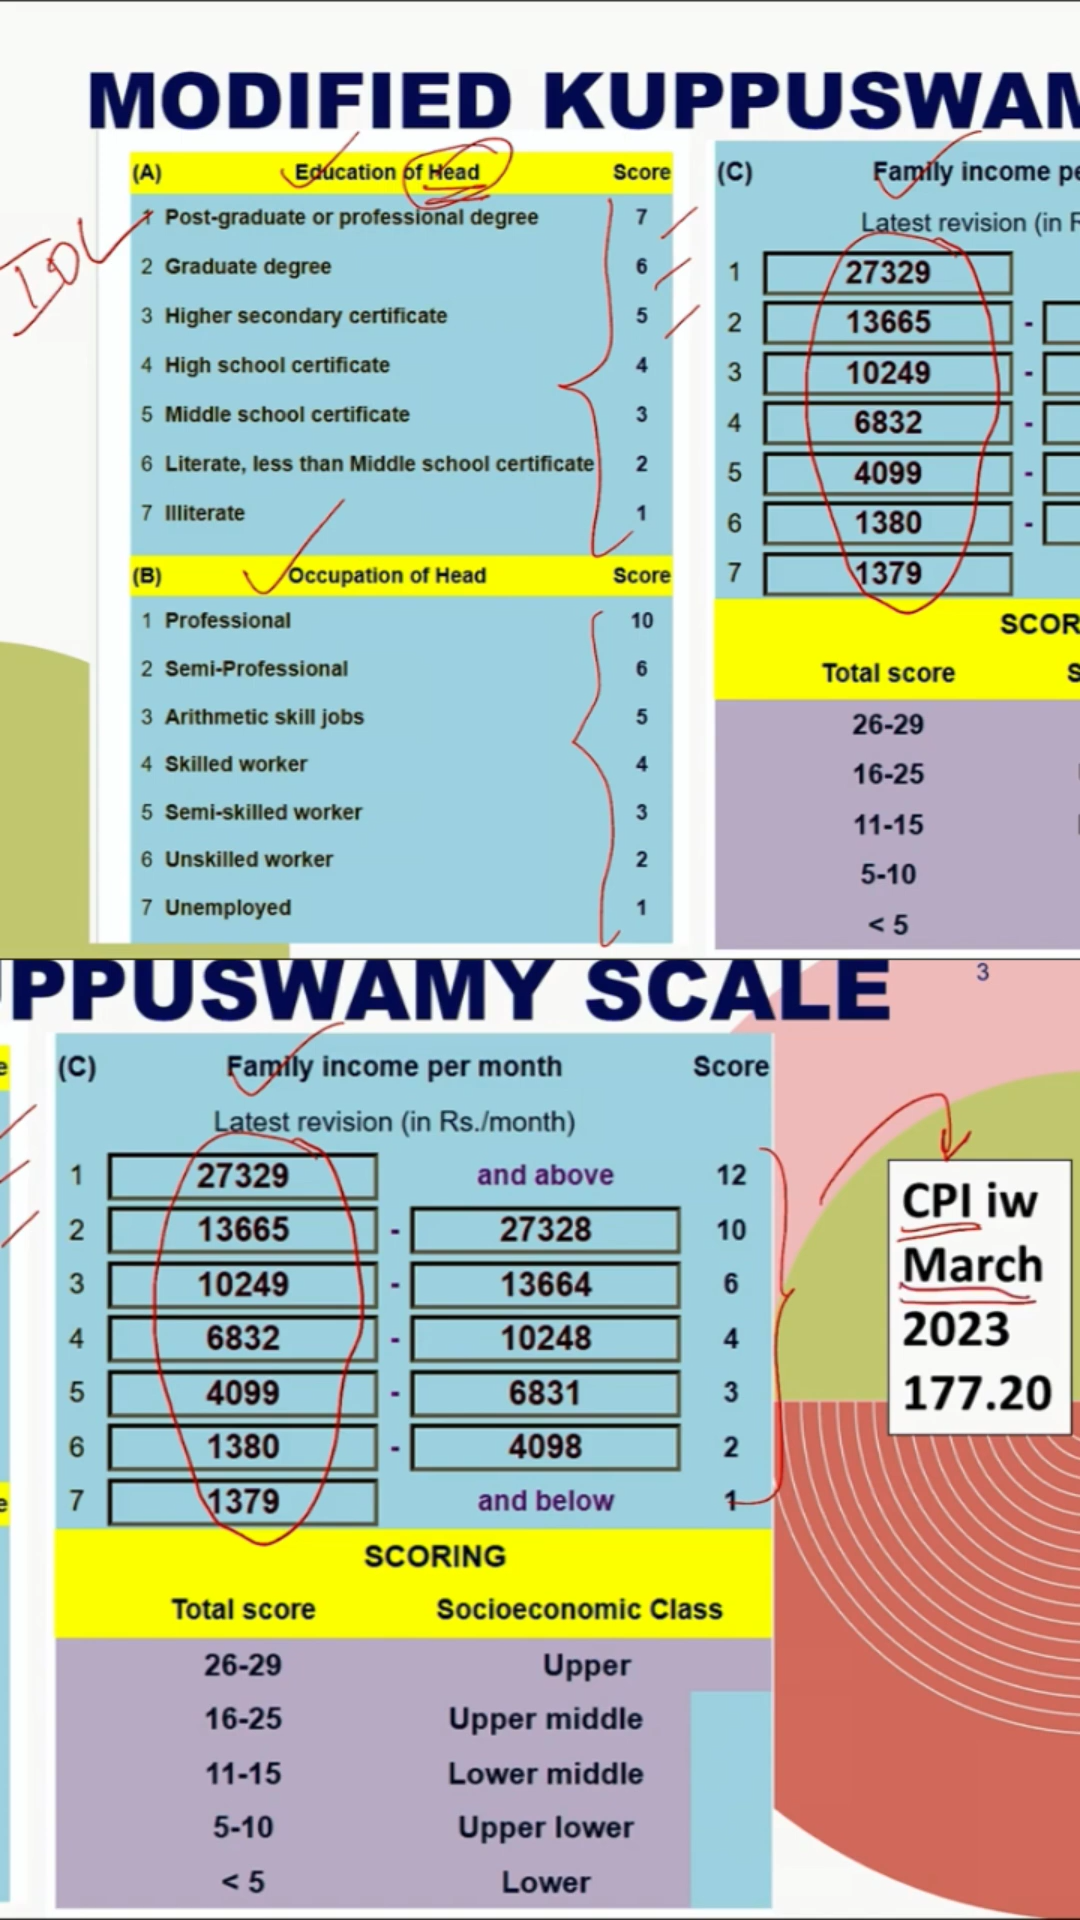 MODIFIED KUPPUSWAM
(A) Education of Head Score
1 Post-graduate or professional degree 7
2 Graduate degree 6
3 Higher secondary certificate 5
4 High school certificate 4
5 Middle school certificate 3
6 Literate, less than Middle school certificate 2
7 Illiterate 1
(B) Occupation of Head Score
1 Professional 10
2 Semi-Professional 6
3 Arithmetic skill jobs 5
4 Skilled worker 4
5 Semi-skilled worker 3
6 Unskilled worker 2
7 Unemployed 1
(C) Family income pe
Latest revision (in R
1 27329
2 13665 -
3 10249 -
4 6832 -
5 4099 -
6 1380 -
7 1379
SCOR
Total score S
26-29
16-25
11-15
5-10
< 5
PPUSWAMY SCALE
3
(C) Family income per month Score
Latest revision (in Rs./month)
1 27329 and above 12
2 13665 - 27328 10
3 10249 - 13664 6
4 6832 - 10248 4
5 4099 - 6831 3
6 1380 - 4098 2
7 1379 and below 1
SCORING
Total score Socioeconomic Class
26-29 Upper
16-25 Upper middle
11-15 Lower middle
5-10 Upper lower
< 5 Lower
CPI iw
March
2023
177.20